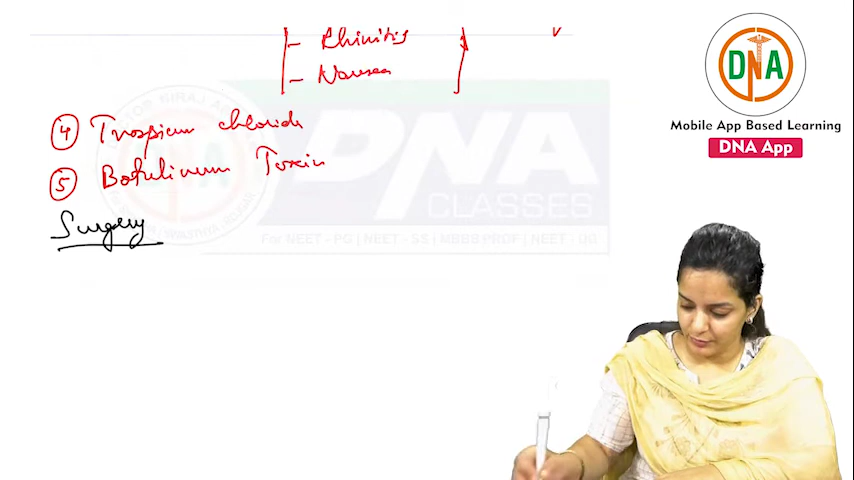 - Rhinitis
- Nausea
④ Trospium chloride
⑤ Botulinum Toxin
Surgery
DNA
CLASSES
For NEET - PG | NEET - SS | MBBS PROF | NEET - UG
DNA
Mobile App Based Learning
DNA App